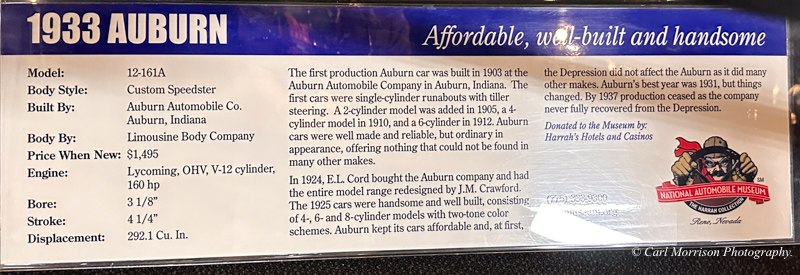 1933 AUBURN
Affordable, well-built and handsome
Model: 12-161A
Body Style: Custom Speedster
Built By: Auburn Automobile Co.
Auburn, Indiana
Body By: Limousine Body Company
Price When New: $1,495
Engine: Lycoming, OHV, V-12 cylinder,
160 hp
Bore: 3 1/8"
Stroke: 4 1/4"
Displacement: 292.1 Cu. In.
The first production Auburn car was built in 1903 at the
Auburn Automobile Company in Auburn, Indiana. The
first cars were single-cylinder runabouts with tiller
steering. A 2-cylinder model was added in 1905, a 4-
cylinder model in 1910, and a 6-cylinder in 1912. Auburn
cars were well made and reliable, but ordinary in
appearance, offering nothing that could not be found in
many other makes.
In 1924, E.L. Cord bought the Auburn company and had
the entire model range redesigned by J.M. Crawford.
The 1925 cars were handsome and well built, consisting
of 4-, 6- and 8-cylinder models with two-tone color
schemes. Auburn kept its cars affordable and, at first,
the Depression did not affect the Auburn as it did many
other makes. Auburn's best year was 1931, but things
changed. By 1937 production ceased as the company
never fully recovered from the Depression.
Donated to the Museum by:
Harrah's Hotels and Casinos
(775)
NATIONAL AUTOMOBILE MUSEUM
SM
THE HARRAH COLLECTION
Reno, Nevada
© Carl Morrison Photography.